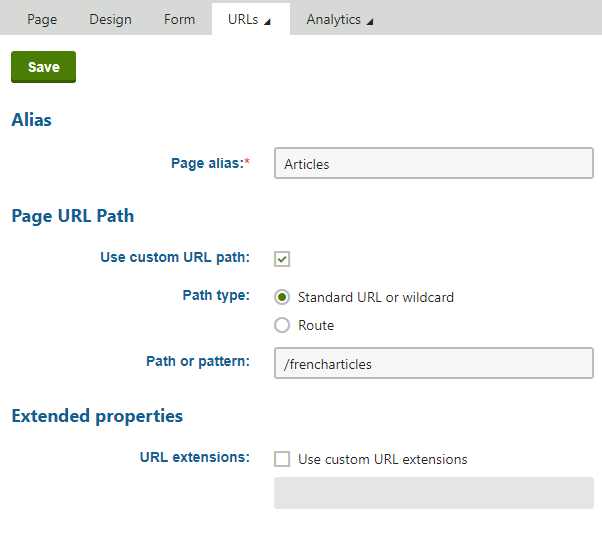 Page Design Form URLs Analytics
Save
Alias
Page alias:* Articles
Page URL Path
Use custom URL path:
Path type: Standard URL or wildcard
Route
Path or pattern: /frencharticles
Extended properties
URL extensions: Use custom URL extensions